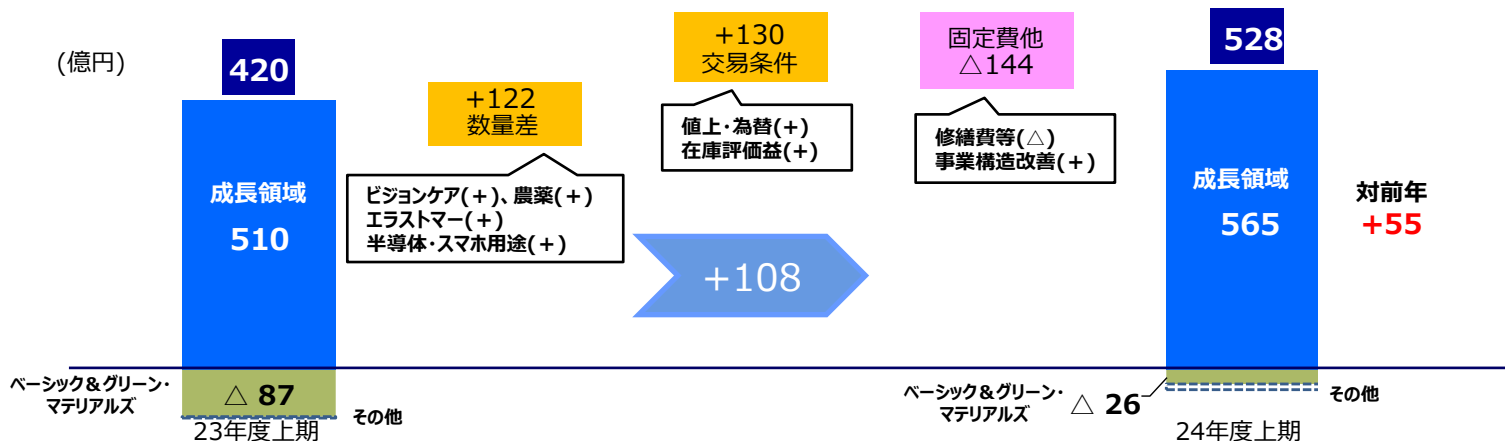 (億円)
420
成長領域
510
ベーシック&グリーン・
マテリアルズ
△ 87
その他
23年度上期
+122
数量差
ビジョンケア(+)、農薬(+)
エラストマー(+)
半導体・スマホ用途(+)
+130
交易条件
値上・為替(+)
在庫評価益(+)
固定費他
△144
修繕費等(△)
事業構造改善(+)
+108
528
成長領域
565
対前年
+55
ベーシック&グリーン・
マテリアルズ
△ 26
その他
24年度上期